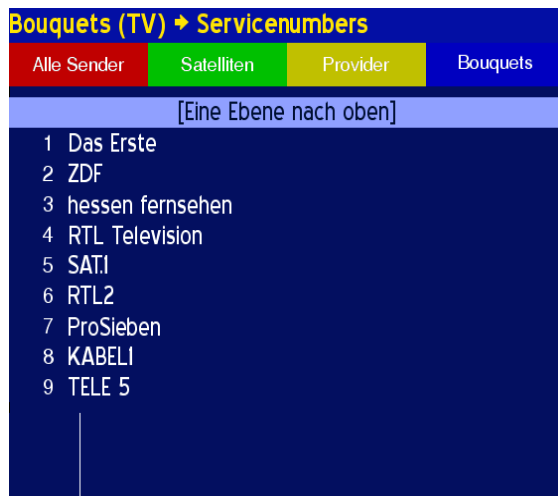 Bouquets (TV) ➜ Servicenumbers
Alle Sender Satelliten Provider Bouquets
[Eine Ebene nach oben]
1 Das Erste
2 ZDF
3 hessen fernsehen
4 RTL Television
5 SAT.1
6 RTL2
7 ProSieben
8 KABEL1
9 TELE 5